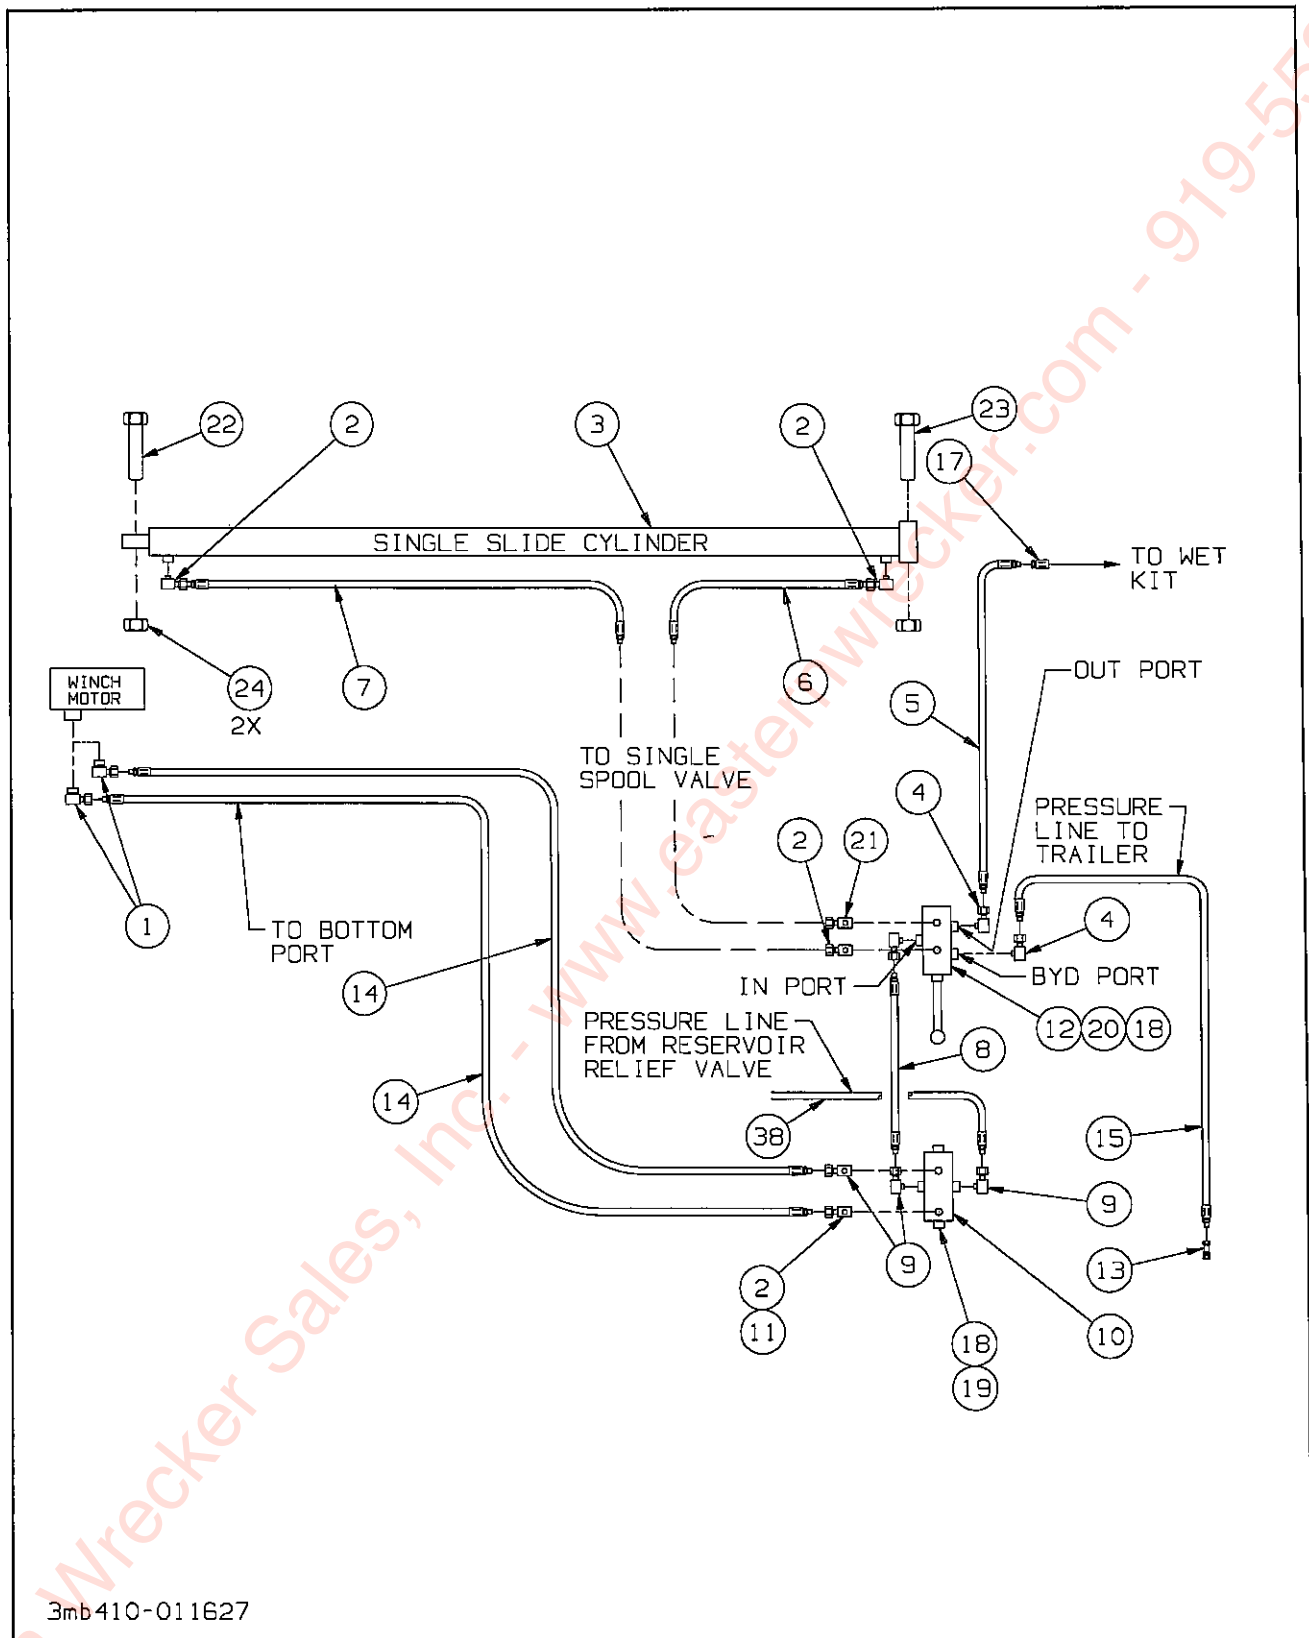 22
2
3
2
23
17
SINGLE SLIDE CYLINDER
TO WET
KIT
WINCH
MOTOR
24
2X
7
6
5
OUT PORT
TO SINGLE
SPOOL VALVE
4
PRESSURE
LINE TO
TRAILER
2
21
1
TO BOTTOM
PORT
4
14
IN PORT
BYD PORT
12
20
18
PRESSURE LINE
FROM RESERVOIR
RELIEF VALVE
8
14
38
15
9
9
13
2
11
18
19
10
3mb410-011627
Wrecker Sales, Inc. - www.easternwrecker.com - 919-55